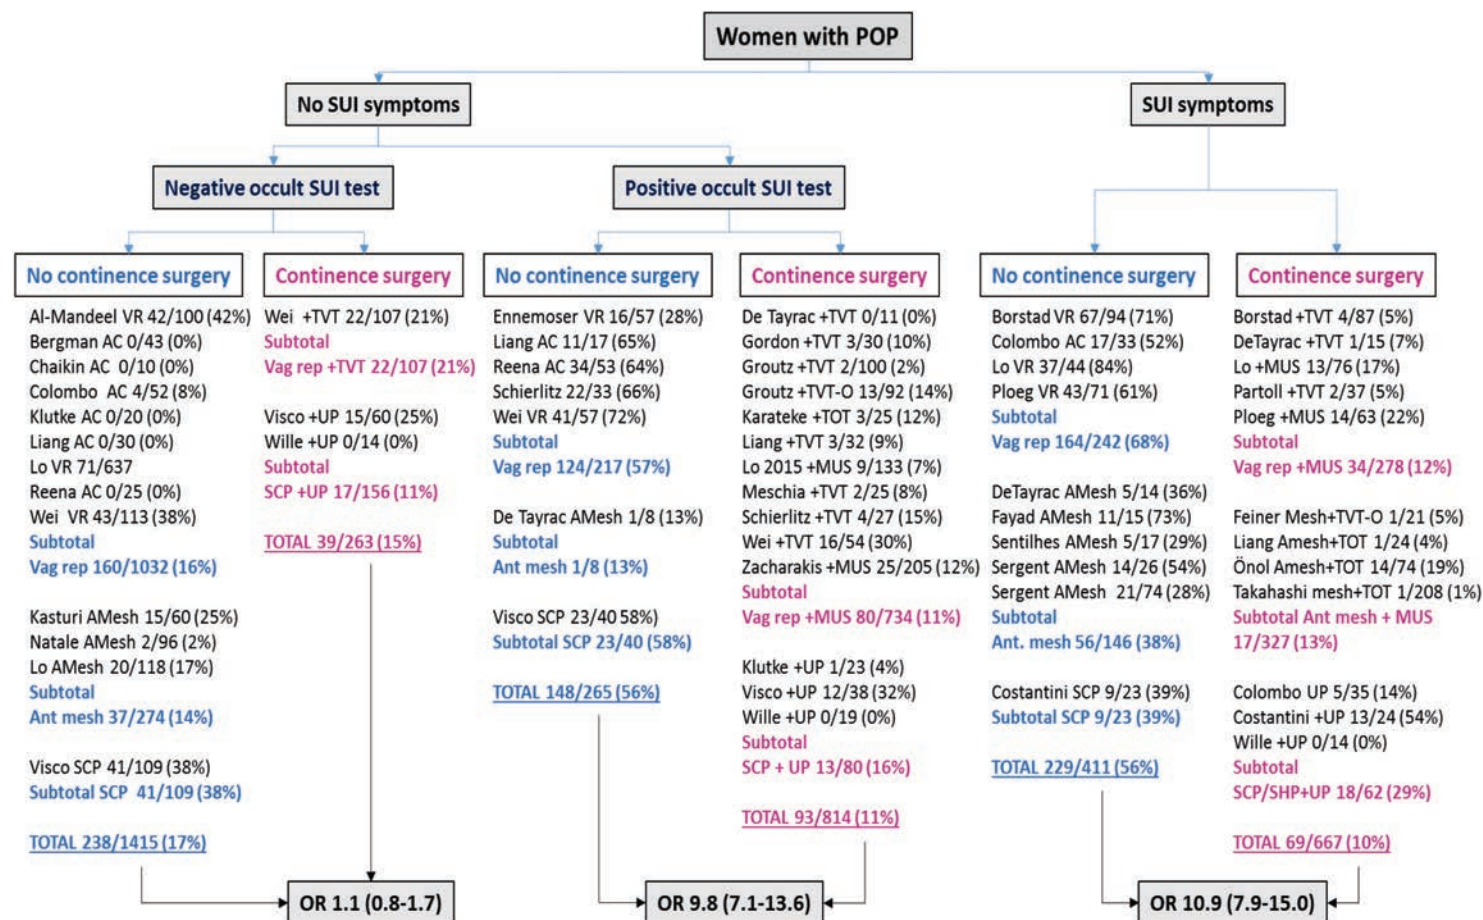 Women with POP
No SUI symptoms
SUI symptoms
Negative occult SUI test
Positive occult SUI test
No continence surgery
Al-Mandeel VR 42/100 (42%)
Bergman AC 0/43 (0%)
Chaikin AC 0/10 (0%)
Colombo AC 4/52 (8%)
Klutke AC 0/20 (0%)
Liang AC 0/30 (0%)
Lo VR 71/637
Reena AC 0/25 (0%)
Wei VR 43/113 (38%)
Subtotal
Vag rep 160/1032 (16%)
Kasturi AMesh 15/60 (25%)
Natale AMesh 2/96 (2%)
Lo AMesh 20/118 (17%)
Subtotal
Ant mesh 37/274 (14%)
Visco SCP 41/109 (38%)
Subtotal SCP 41/109 (38%)
TOTAL 238/1415 (17%)
Continence surgery
Wei +TVT 22/107 (21%)
Subtotal
Vag rep +TVT 22/107 (21%)
Visco +UP 15/60 (25%)
Wille +UP 0/14 (0%)
Subtotal
SCP +UP 17/156 (11%)
TOTAL 39/263 (15%)
OR 1.1 (0.8-1.7)
No continence surgery
Ennemoser VR 16/57 (28%)
Liang AC 11/17 (65%)
Reena AC 34/53 (64%)
Schierlitz 22/33 (66%)
Wei VR 41/57 (72%)
Subtotal
Vag rep 124/217 (57%)
De Tayrac AMesh 1/8 (13%)
Subtotal
Ant mesh 1/8 (13%)
Visco SCP 23/40 58%)
Subtotal SCP 23/40 (58%)
TOTAL 148/265 (56%)
Continence surgery
De Tayrac +TVT 0/11 (0%)
Gordon +TVT 3/30 (10%)
Groutz +TVT 2/100 (2%)
Groutz +TVT-O 13/92 (14%)
Karateke +TOT 3/25 (12%)
Liang +TVT 3/32 (9%)
Lo 2015 +MUS 9/133 (7%)
Meschia +TVT 2/25 (8%)
Schierlitz +TVT 4/27 (15%)
Wei +TVT 16/54 (30%)
Zacharakis +MUS 25/205 (12%)
Subtotal
Vag rep +MUS 80/734 (11%)
Klutke +UP 1/23 (4%)
Visco +UP 12/38 (32%)
Wille +UP 0/19 (0%)
Subtotal
SCP + UP 13/80 (16%)
TOTAL 93/814 (11%)
OR 9.8 (7.1-13.6)
No continence surgery
Borstad VR 67/94 (71%)
Colombo AC 17/33 (52%)
Lo VR 37/44 (84%)
Ploeg VR 43/71 (61%)
Subtotal
Vag rep 164/242 (68%)
DeTayrac AMesh 5/14 (36%)
Fayad AMesh 11/15 (73%)
Sentilhes AMesh 5/17 (29%)
Sergent AMesh 14/26 (54%)
Sergent AMesh 21/74 (28%)
Subtotal
Ant. mesh 56/146 (38%)
Costantini SCP 9/23 (39%)
Subtotal SCP 9/23 (39%)
TOTAL 229/411 (56%)
Continence surgery
Borstad +TVT 4/87 (5%)
DeTayrac +TVT 1/15 (7%)
Lo +MUS 13/76 (17%)
Partoll +TVT 2/37 (5%)
Ploeg +MUS 14/63 (22%)
Subtotal
Vag rep +MUS 34/278 (12%)
Feiner Mesh+TVT-O 1/21 (5%)
Liang Amesh+TOT 1/24 (4%)
Önol Amesh+TOT 14/74 (19%)
Takahashi mesh+TOT 1/208 (1%)
Subtotal Ant mesh + MUS
17/327 (13%)
Colombo UP 5/35 (14%)
Costantini +UP 13/24 (54%)
Wille +UP 0/14 (0%)
Subtotal
SCP/SHP+UP 18/62 (29%)
TOTAL 69/667 (10%)
OR 10.9 (7.9-15.0)